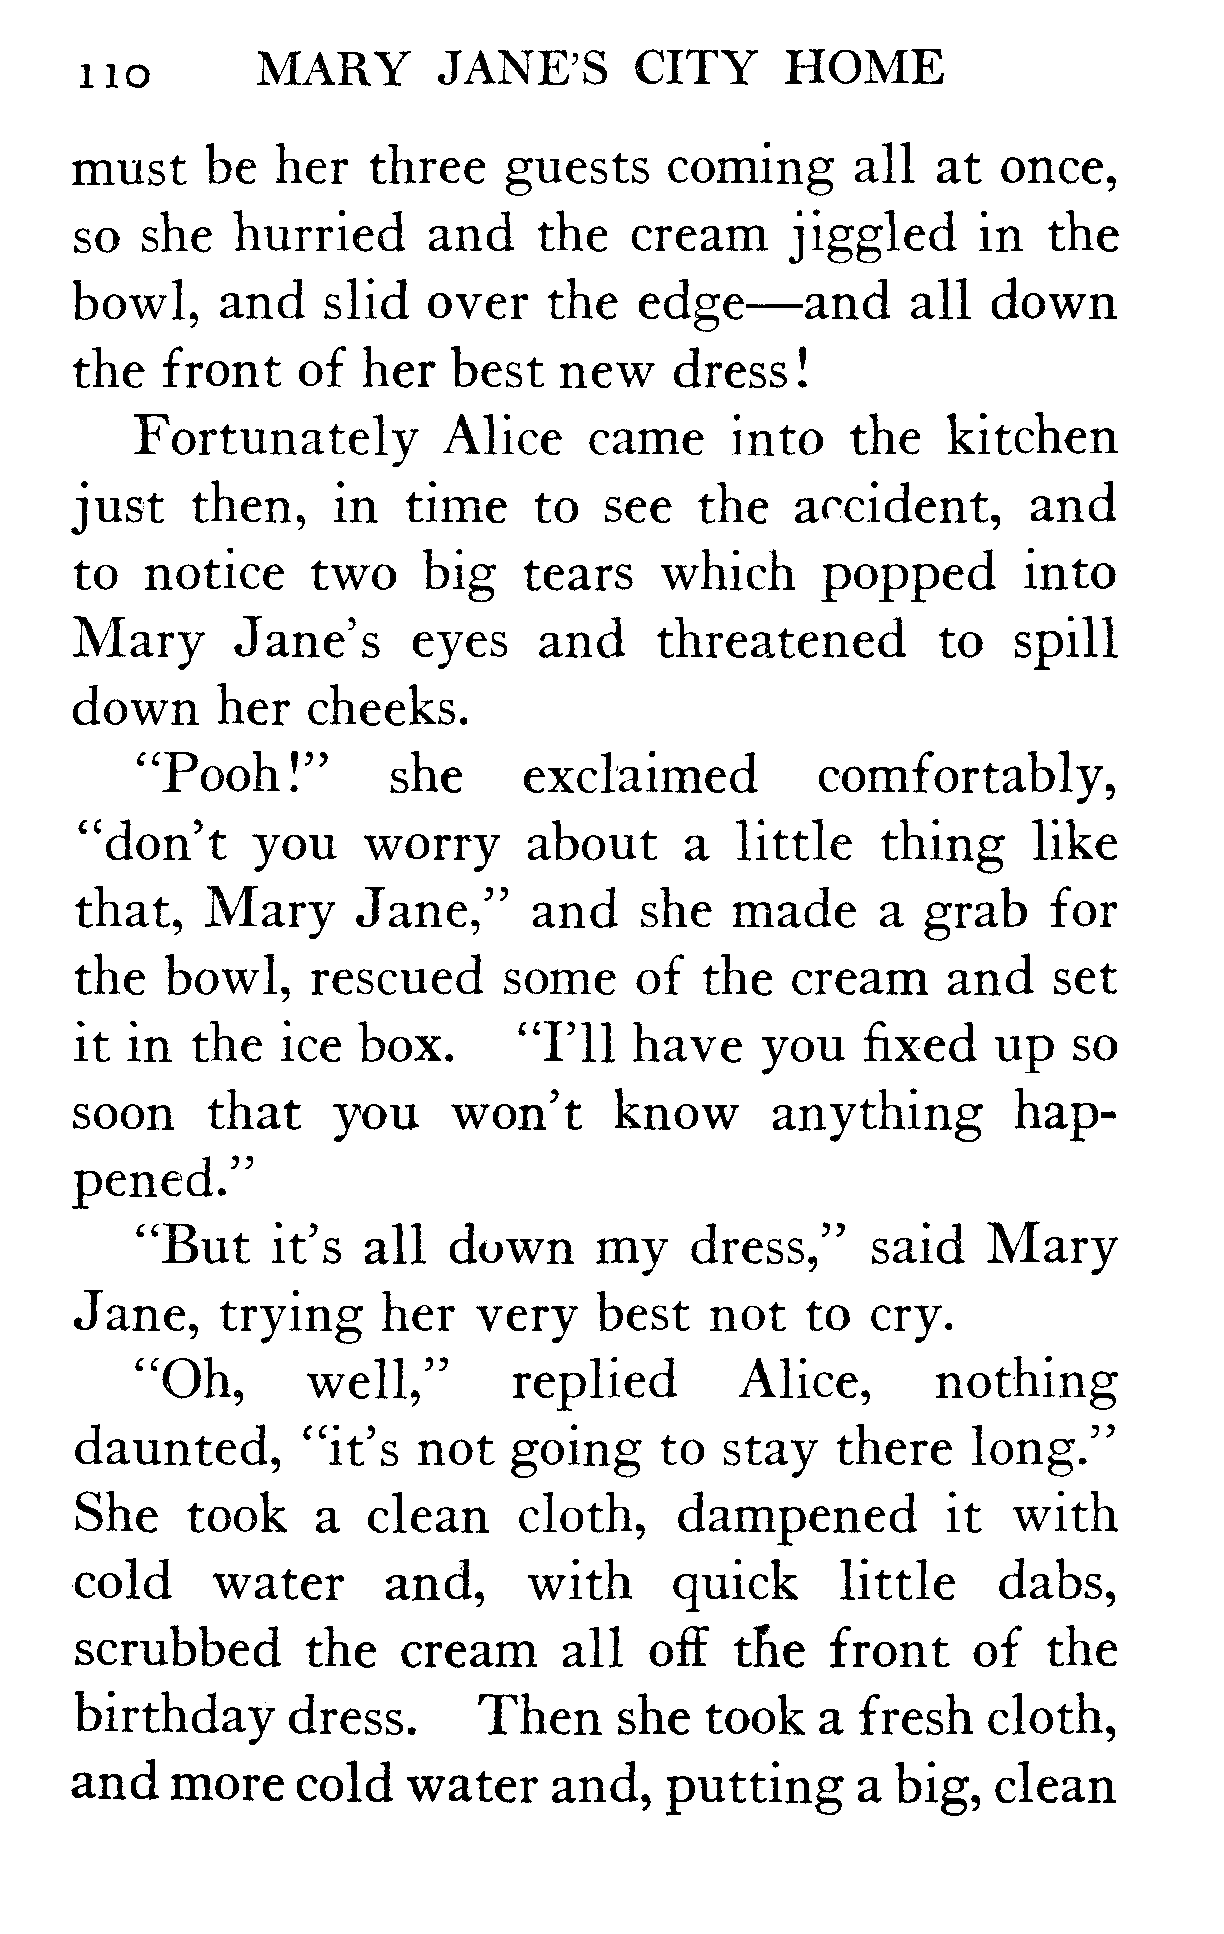 110 MARY JANE'S CITY HOME
must be her three guests coming all at once,
so she hurried and the cream jiggled in the
bowl, and slid over the edge—and all down
the front of her best new dress!
Fortunately Alice came into the kitchen
just then, in time to see the accident, and
to notice two big tears which popped into
Mary Jane's eyes and threatened to spill
down her cheeks.
"Pooh!" she exclaimed comfortably,
"don't you worry about a little thing like
that, Mary Jane," and she made a grab for
the bowl, rescued some of the cream and set
it in the ice box. "I'll have you fixed up so
soon that you won't know anything hap-
pened."
"But it's all down my dress," said Mary
Jane, trying her very best not to cry.
"Oh, well," replied Alice, nothing
daunted, "it's not going to stay there long."
She took a clean cloth, dampened it with
cold water and, with quick little dabs,
scrubbed the cream all off the front of the
birthday dress. Then she took a fresh cloth,
and more cold water and, putting a big, clean